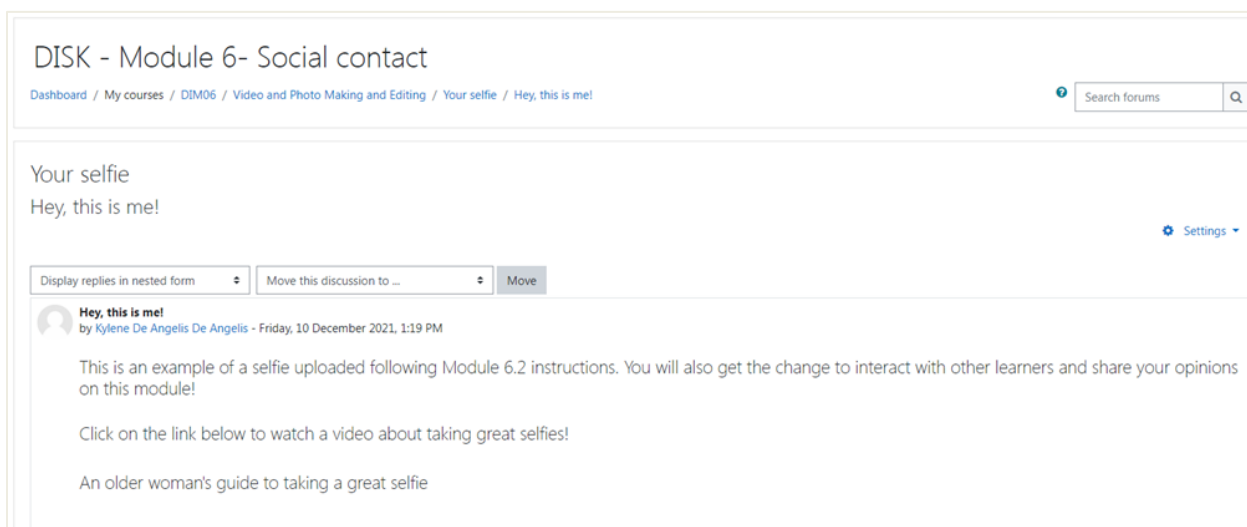 DISK - Module 6- Social contact
Dashboard / My courses / DIM06 / Video and Photo Making and Editing / Your selfie / Hey, this is me!
Search forums
Your selfie
Hey, this is me!
Settings
Display replies in nested form
Move this discussion to ...
Move
Hey, this is me!
by Kylene De Angelis De Angelis - Friday, 10 December 2021, 1:19 PM
This is an example of a selfie uploaded following Module 6.2 instructions. You will also get the change to interact with other learners and share your opinions
on this module!
Click on the link below to watch a video about taking great selfies!
An older woman's guide to taking a great selfie